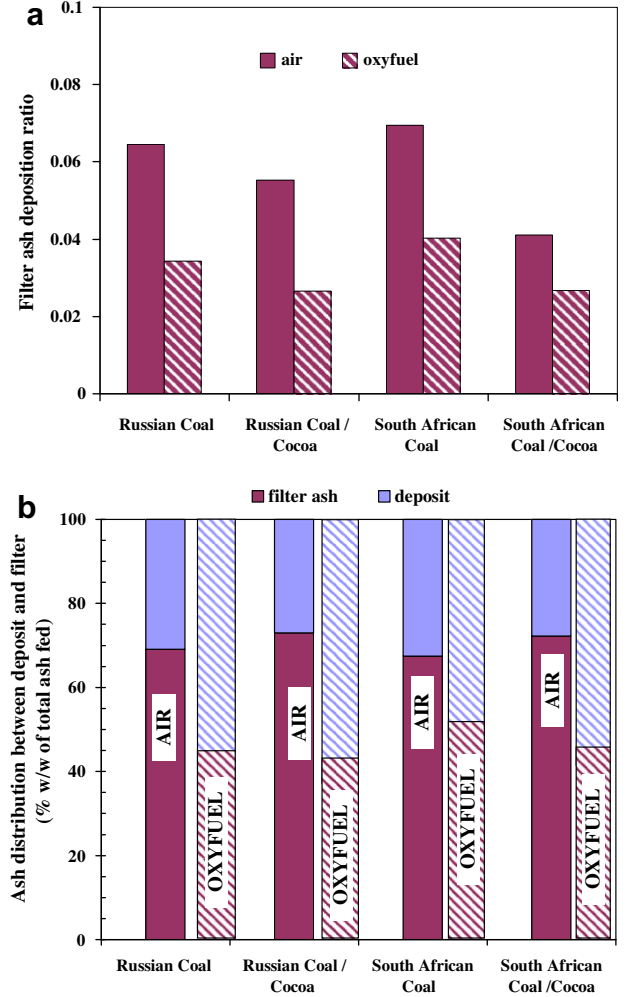 a
0.1
0.08
0.06
0.04
0.02
0
Filter ash deposition ratio
air
oxyfuel
Russian Coal
Russian Coal /
Cocoa
South African
Coal
South African
Coal /Cocoa
b
filter ash
deposit
100
80
60
40
20
0
Ash distribution between deposit and filter
(% w/w of total ash fed)
AIR
OXYFUEL
AIR
OXYFUEL
AIR
OXYFUEL
AIR
OXYFUEL
Russian Coal
Russian Coal /
Cocoa
South African
Coal
South African
Coal /Cocoa